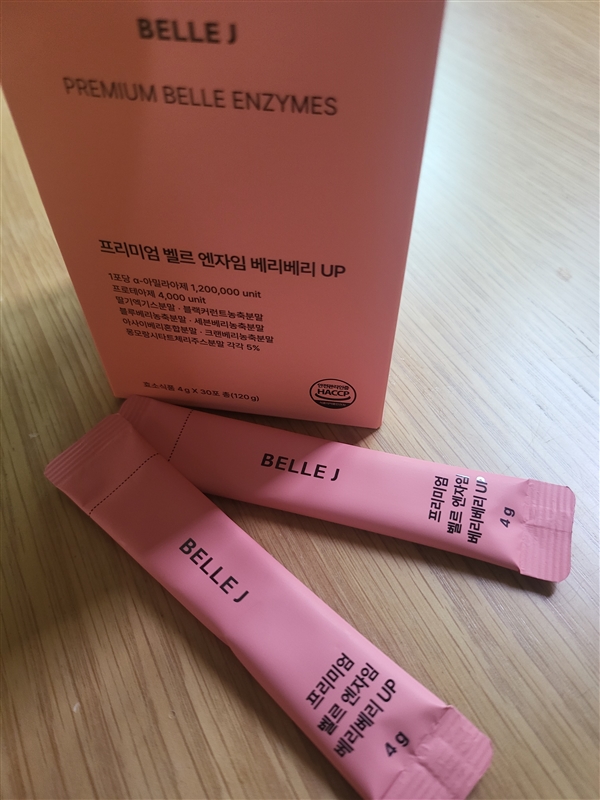 BELLE J
PREMIUM BELLE ENZYMES
프리미엄 벨르 엔자임 베리베리 UP
1포당 α-아밀라아제 1,200,000 unit
프로테아제 4,000 unit
딸기엑기스분말 · 블랙커런트농축분말
블루베리농축분말 · 세븐베리농축분말
아사이베리혼합분말 · 크랜베리농축분말
몽모랑시타트체리주스분말 각각 5%
효소식품 4g X 30포 총(120g)
안전관리인증
HACCP
BELLE J
프리미엄
벨르 엔자임
베리베리 UP
4g
BELLE J
프리미엄
벨르 엔자임
베리베리 UP
4g